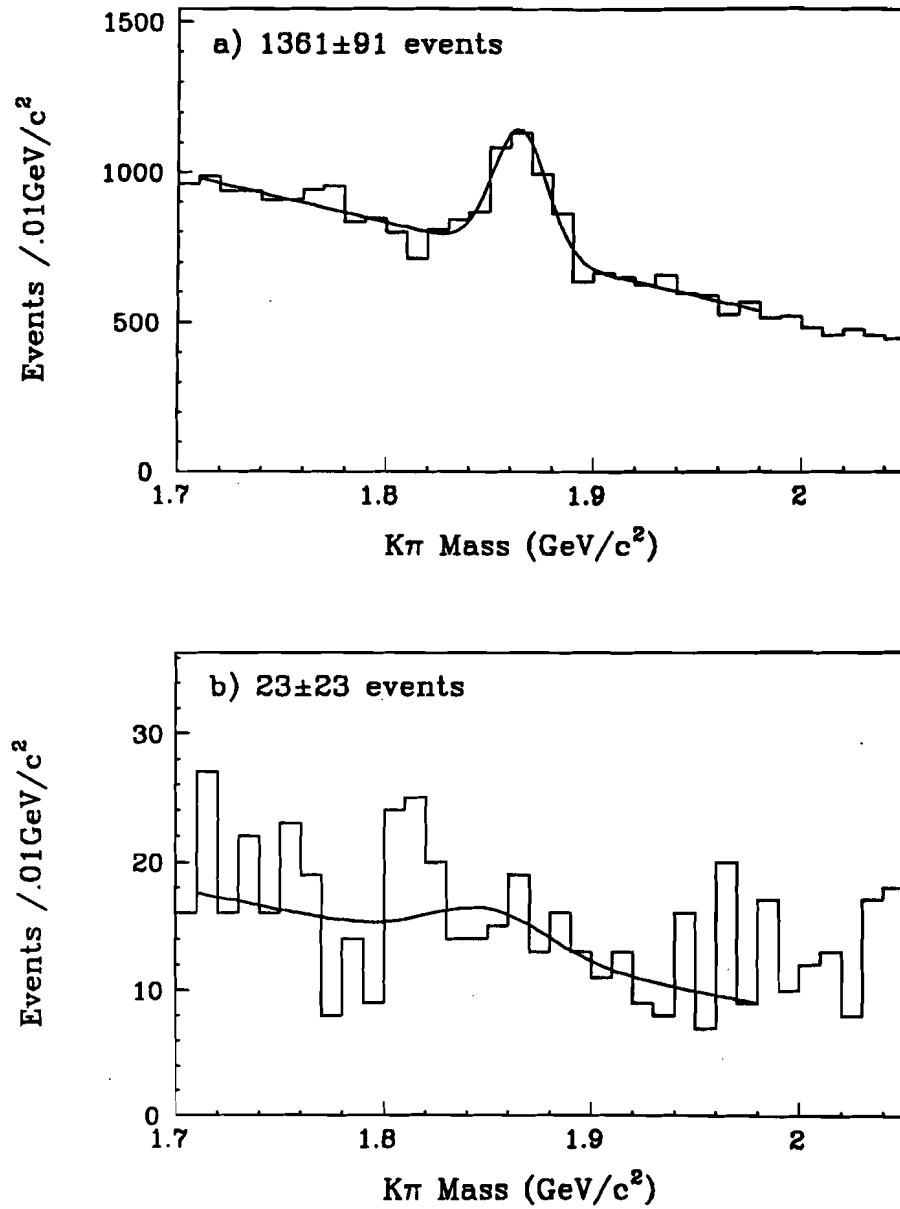 a) 1361±91 events
Events /.01GeV/c²
1500
1000
500
0
1.7 1.8 1.9 2
Kπ Mass (GeV/c²)
b) 23±23 events
Events /.01GeV/c²
30
20
10
0
1.7 1.8 1.9 2
Kπ Mass (GeV/c²)